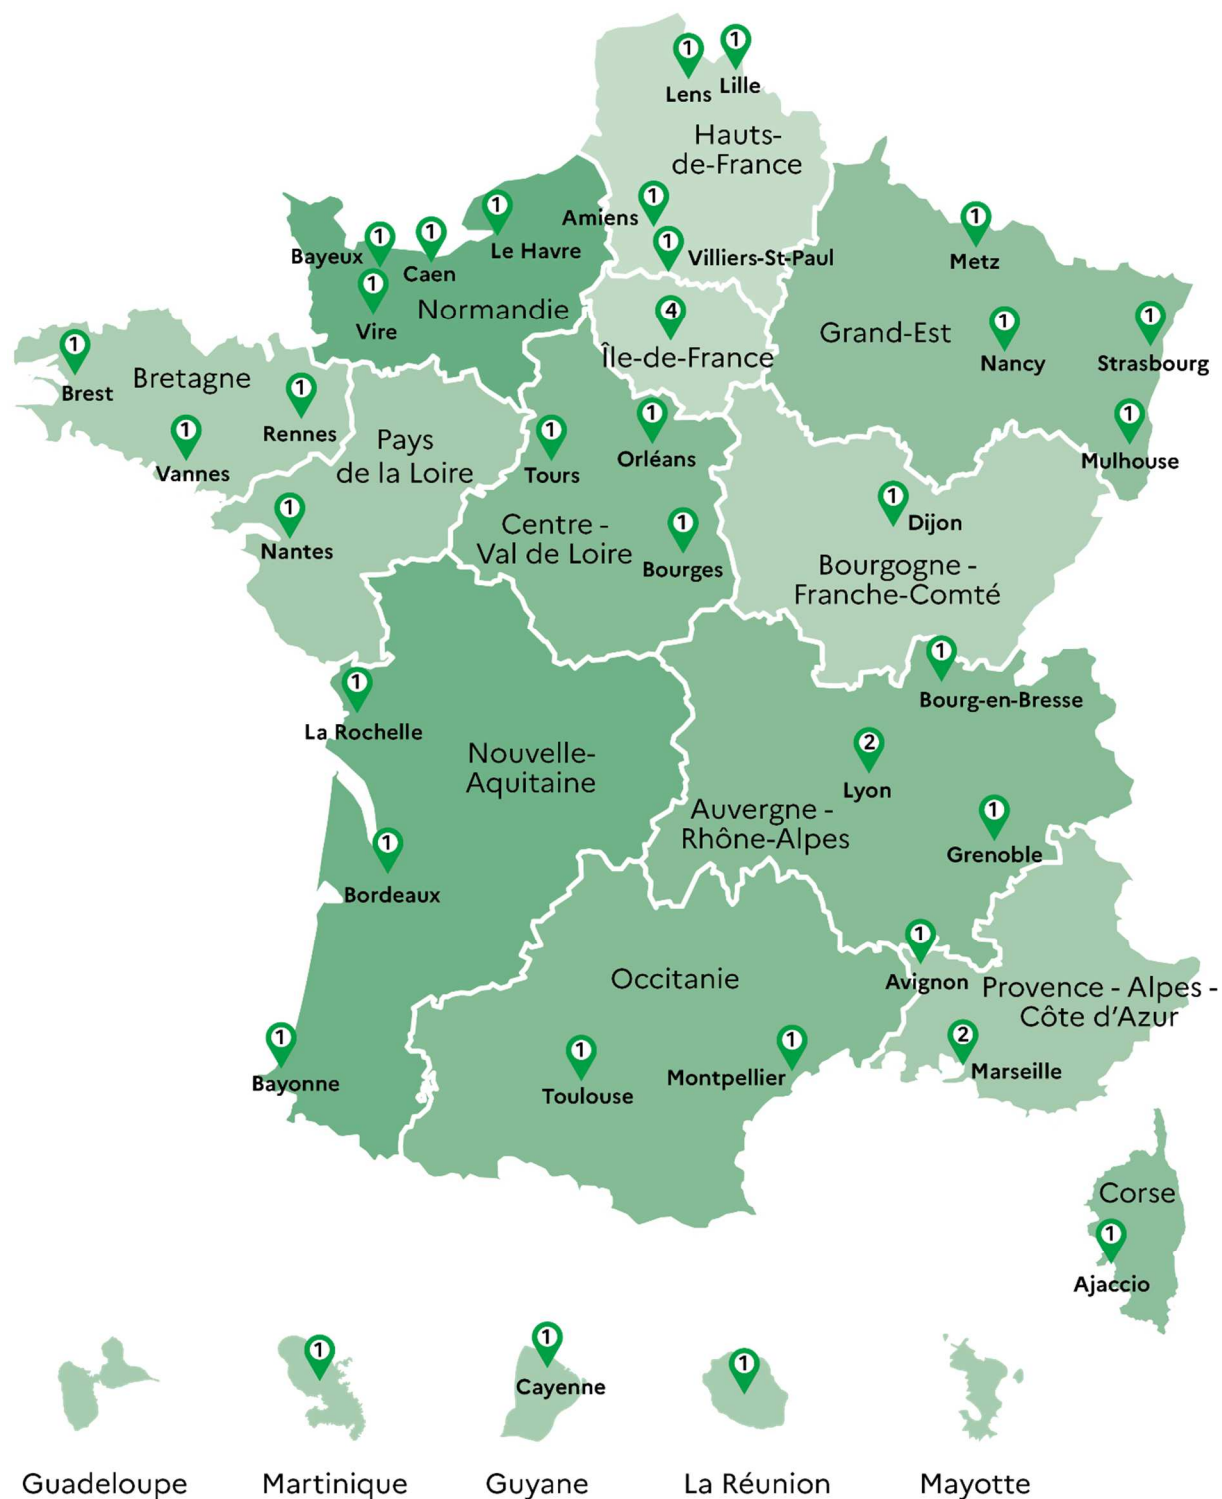 1
1
Lens
Lille
Hauts-
de-France
1
Amiens
1
Villiers-St-Paul
1
Bayeux
1
Caen
1
Le Havre
1
Vire
Normandie
4
Île-de-France
1
Metz
Grand-Est
1
Nancy
1
Strasbourg
1
Mulhouse
1
Brest
Bretagne
1
Rennes
1
Vannes
Pays
de la Loire
1
Nantes
1
Tours
1
Orléans
Centre -
Val de Loire
1
Bourges
1
Dijon
Bourgogne -
Franche-Comté
1
Bourg-en-Bresse
1
La Rochelle
Nouvelle-
Aquitaine
2
Lyon
Auvergne -
Rhône-Alpes
1
Grenoble
1
Bordeaux
1
Avignon
Provence - Alpes -
Côte d'Azur
Occitanie
1
Bayonne
1
Toulouse
1
Montpellier
2
Marseille
Corse
1
Ajaccio
1
1
Cayenne
1
Guadeloupe
Martinique
Guyane
La Réunion
Mayotte